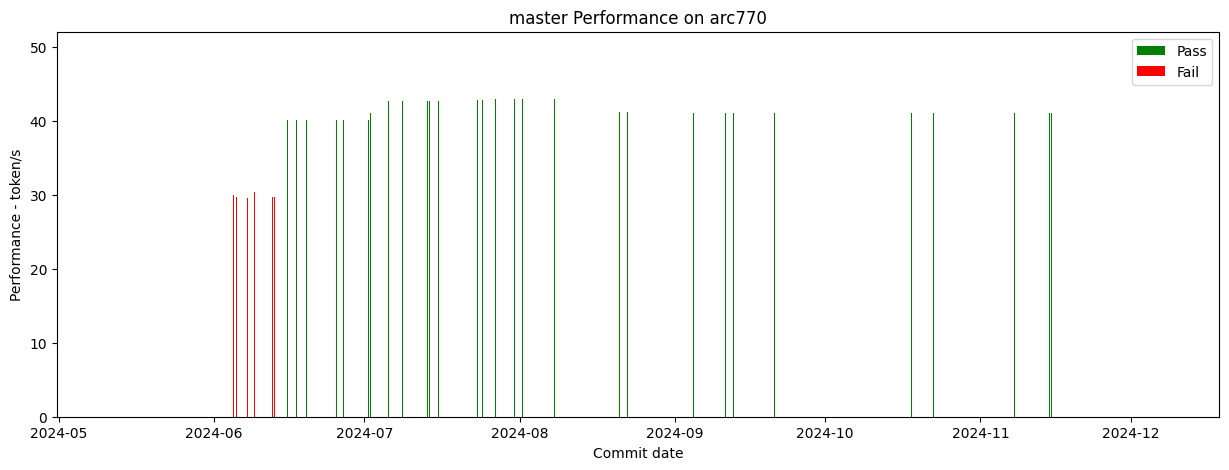 master Performance on arc770
Pass
Fail
Performance - token/s
50
40
30
20
10
0
2024-05
2024-06
2024-07
2024-08
2024-09
2024-10
2024-11
2024-12
Commit date